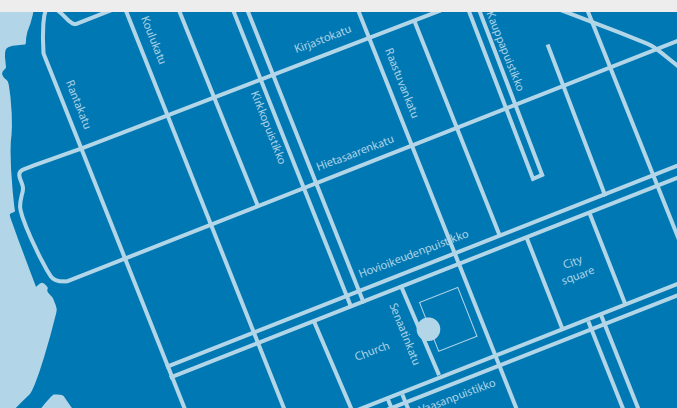 Koulukatu
Kirjastokatu
Kauppapuistikko
Rantakatu
Raastuvankatu
Kirkkopuistikko
Hietasaarenkatu
Hovioikeudenpuistikko
City
square
Senaatinkatu
Church
Vaasanpuistikko